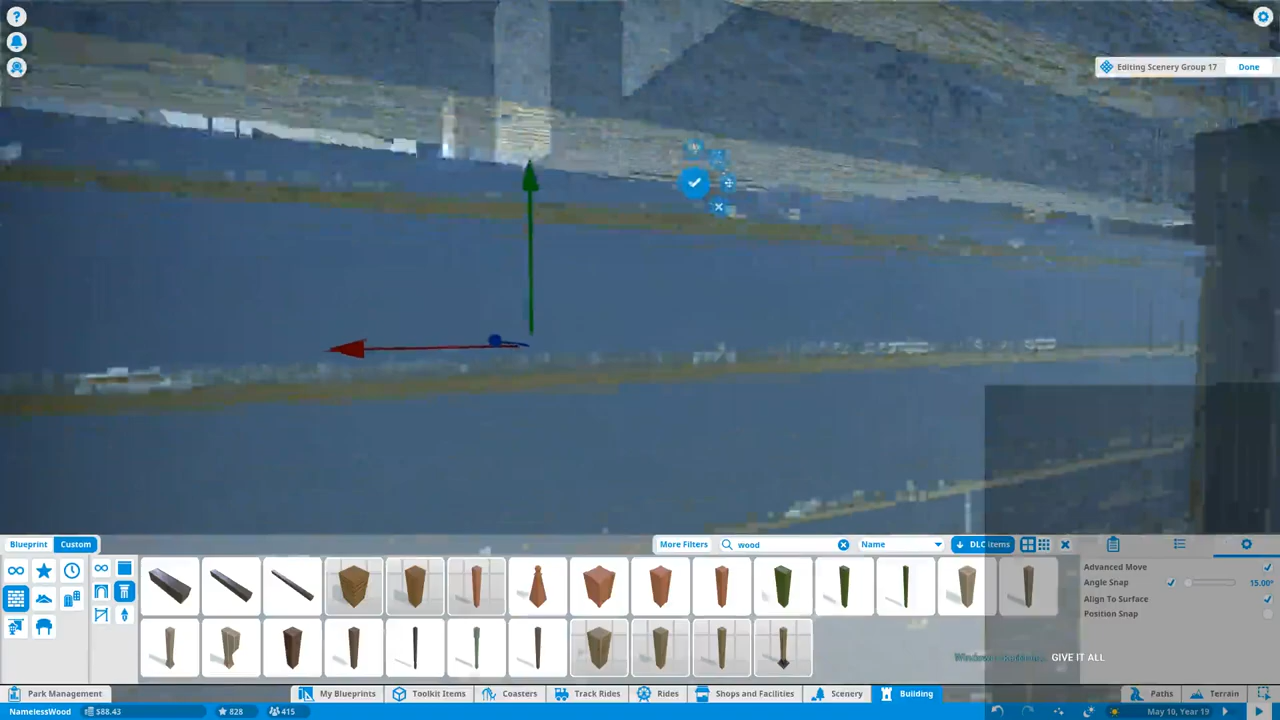 ?
Editing Scenery Group 17 Done
Blueprint Custom More Filters wood Name DLC items
Advanced Move
Angle Snap 15.00°
Align To Surface
Position Snap
GIVE IT ALL
Park Management My Blueprints Toolkit Items Coasters Track Rides Rides Shops and Facilities Scenery Building Paths Terrain
NamelessWood $88.43 828 415 May 10, Year 19